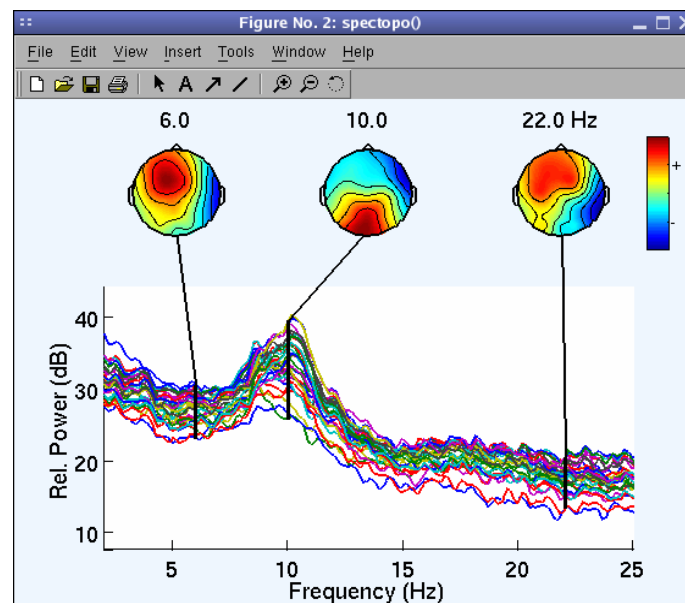 Figure No. 2: spectopo()
File Edit View Insert Tools Window Help
A
6.0 10.0 22.0 Hz
+
-
Rel. Power (dB)
40
30
20
10
5 10 15 20 25
Frequency (Hz)